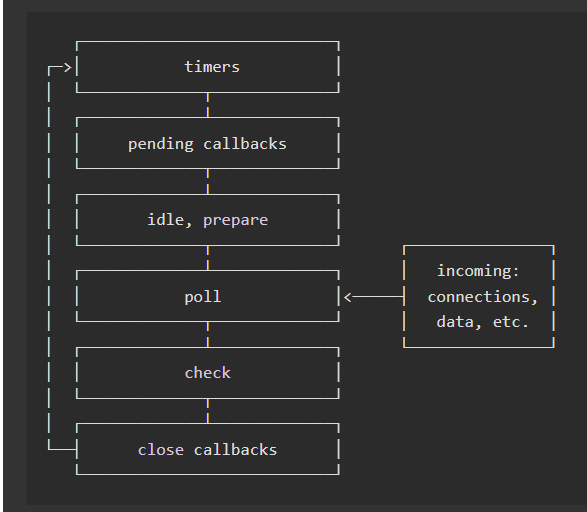 timers
pending callbacks
idle, prepare
incoming:
poll
connections,
data, etc.
check
close callbacks